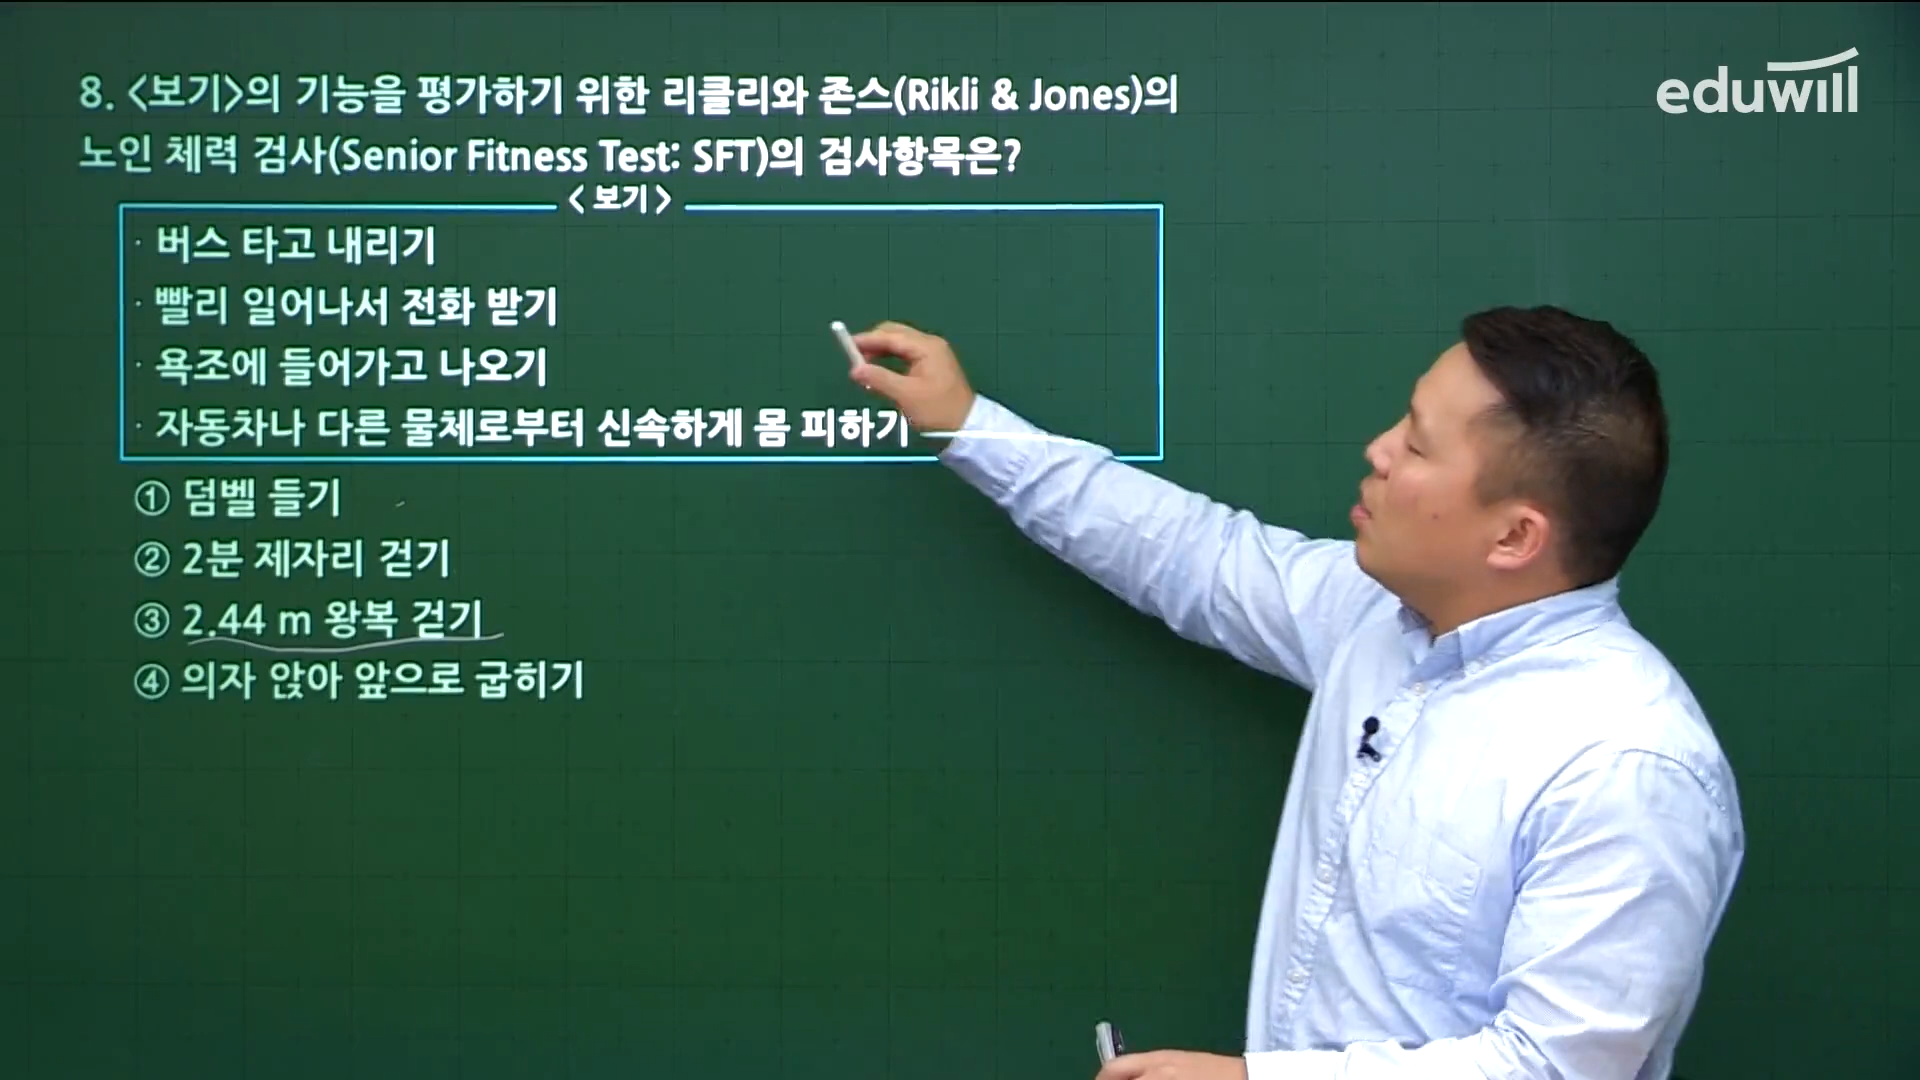 eduwill
8. <보기>의 기능을 평가하기 위한 리클리와 존스(Rikli & Jones)의
노인 체력 검사(Senior Fitness Test: SFT)의 검사항목은?
<보기>
· 버스 타고 내리기
· 빨리 일어나서 전화 받기
· 욕조에 들어가고 나오기
· 자동차나 다른 물체로부터 신속하게 몸 피하기
① 덤벨 들기
② 2분 제자리 걷기
③ 2.44 m 왕복 걷기
④ 의자 앉아 앞으로 굽히기